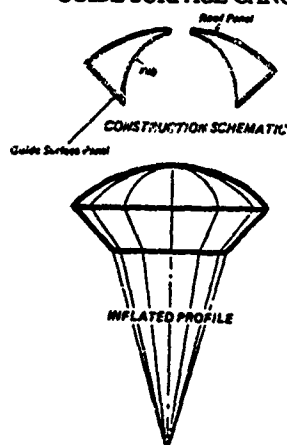 Roof Panel
Rib
CONSTRUCTION SCHEMATIC
Guide Surface Panel
INFLATED PROFILE